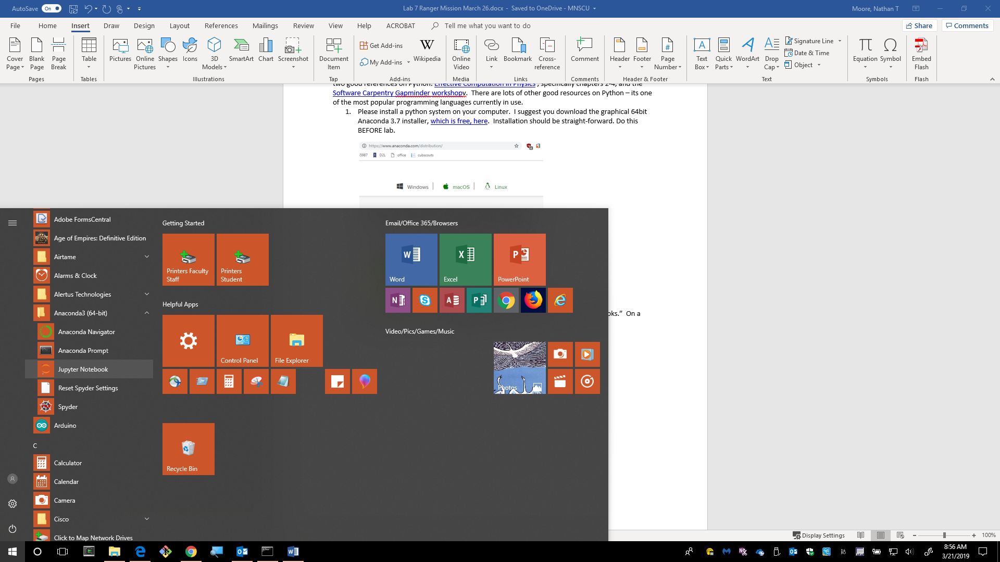 AutoSave On
Lab 7 Ranger Mission March 26.docx - Saved to OneDrive - MNSCU
Moore, Nathan T
File Home Insert Draw Design Layout References Mailings Review View Help ACROBAT Tell me what you want to do Share Comments
Cover Page
Blank Page
Page Break
Pages
Table
Tables
Pictures
Online Pictures
Shapes
Icons
3D Models
SmartArt
Chart
Screenshot
Illustrations
Document Item
Tap
Get Add-ins
My Add-ins
W Wikipedia
Add-ins
Online Video
Media
Link
Bookmark
Cross-reference
Links
Comment
Comments
Header
Footer
Page Number
Header & Footer
Text Box
Quick Parts
WordArt
Drop Cap
Signature Line
Date & Time
Object
Text
Equation
Symbol
Symbols
Embed Flash
Flash
two good references on Python: Effective Computation in Physics , specifically chapters 2-4, and the
Software Carpentry Gapminder workshopv. There are lots of other good resources on Python – its one
of the most popular programming languages currently in use.
1. Please install a python system on your computer. I suggest you download the graphical 64bit
Anaconda 3.7 installer, which is free, here. Installation should be straight-forward. Do this
BEFORE lab.
https://www.anaconda.com/distribution/
D2L office cubscouts
Windows macOS Linux
oks.” On a
Adobe FormsCentral
Age of Empires: Definitive Edition
Airtame
Alarms & Clock
Alertus Technologies
Anaconda3 (64-bit)
Anaconda Navigator
Anaconda Prompt
Jupyter Notebook
Reset Spyder Settings
Spyder
Arduino
C
Calculator
Calendar
Camera
Cisco
Click to Map Network Drives
Getting Started
Printers Faculty Staff
Printers Student
Helpful Apps
Control Panel
File Explorer
Recycle Bin
Email/Office 365/Browsers
Word
Excel
PowerPoint
Video/Pics/Games/Music
Photos
Display Settings
100%
8:56 AM
3/21/2019